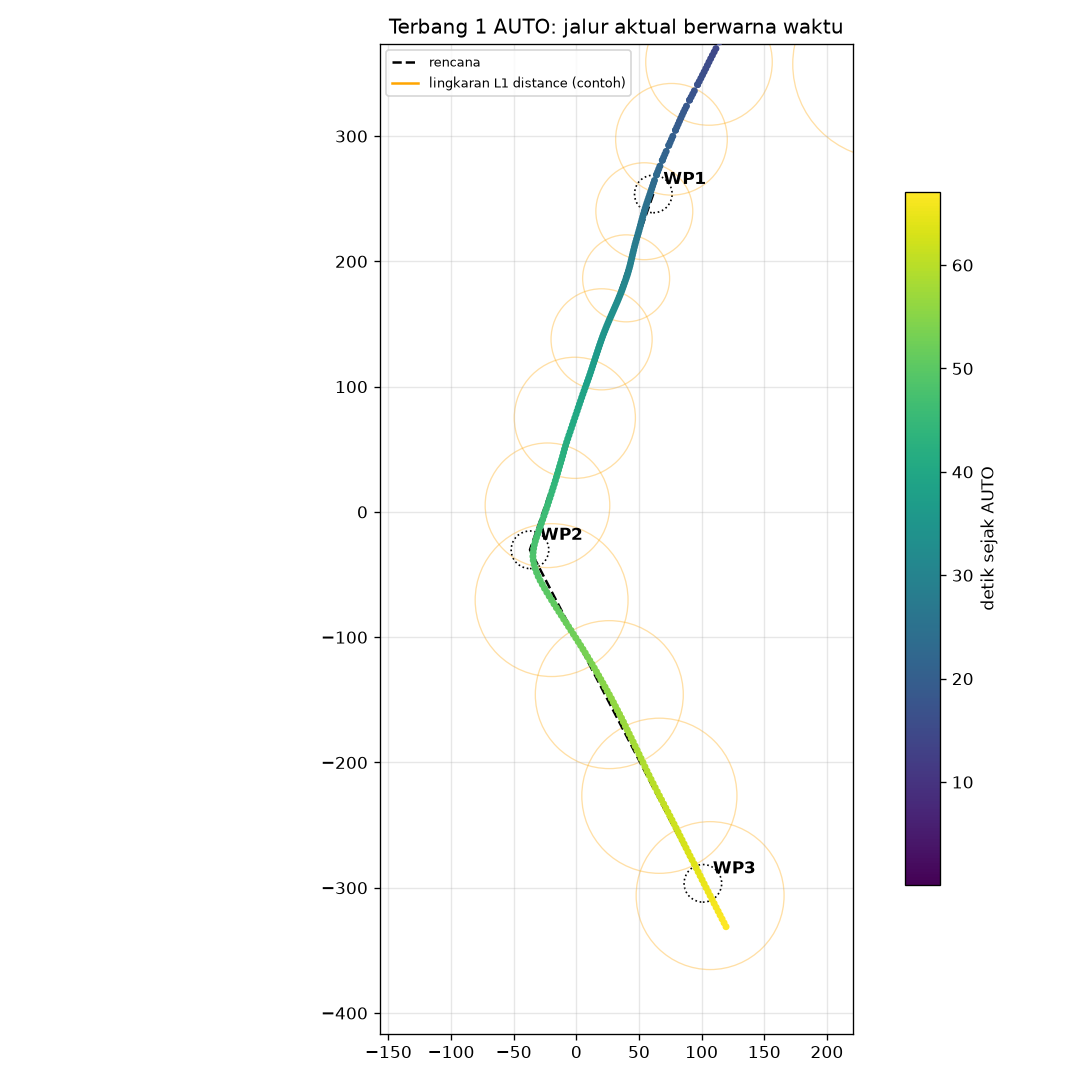 Terbang 1 AUTO: jalur aktual berwarna waktu
rencana
lingkaran L1 distance (contoh)
300
200
100
0
−100
−200
−300
−400
WP1
WP2
WP3
−150 −100 −50 0 50 100 150 200
60
50
40
30
20
10
detik sejak AUTO